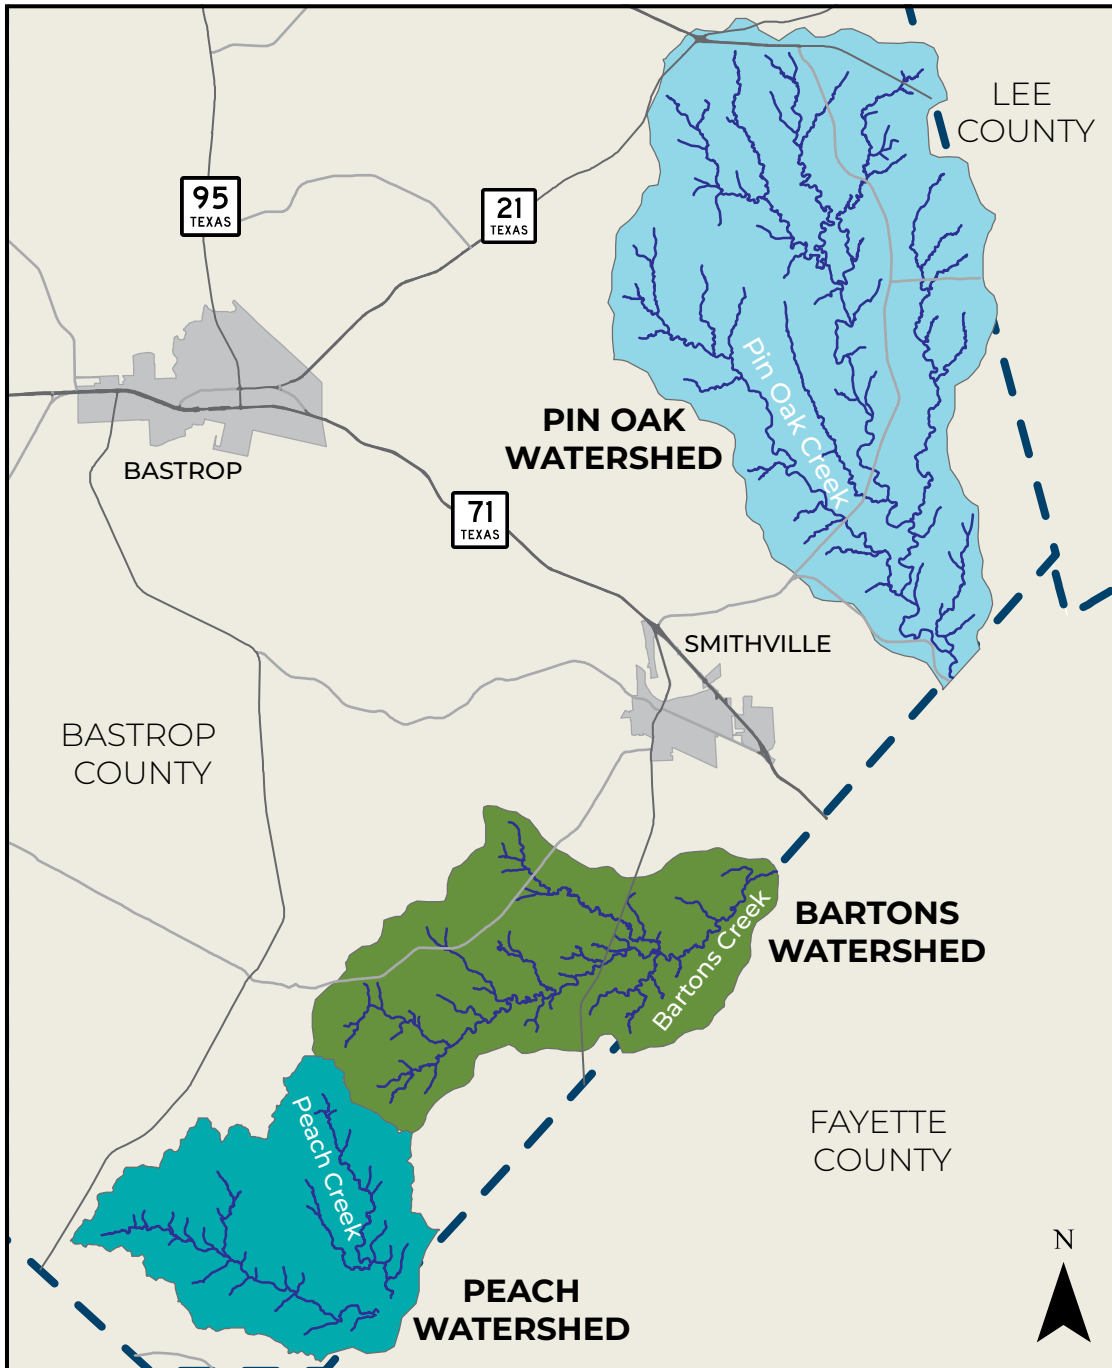 LEE
COUNTY
95
TEXAS
21
TEXAS
Pin Oak Creek
PIN OAK
WATERSHED
BASTROP
71
TEXAS
SMITHVILLE
BASTROP
COUNTY
BARTONS
WATERSHED
Bartons Creek
Peach Creek
FAYETTE
COUNTY
N
PEACH
WATERSHED